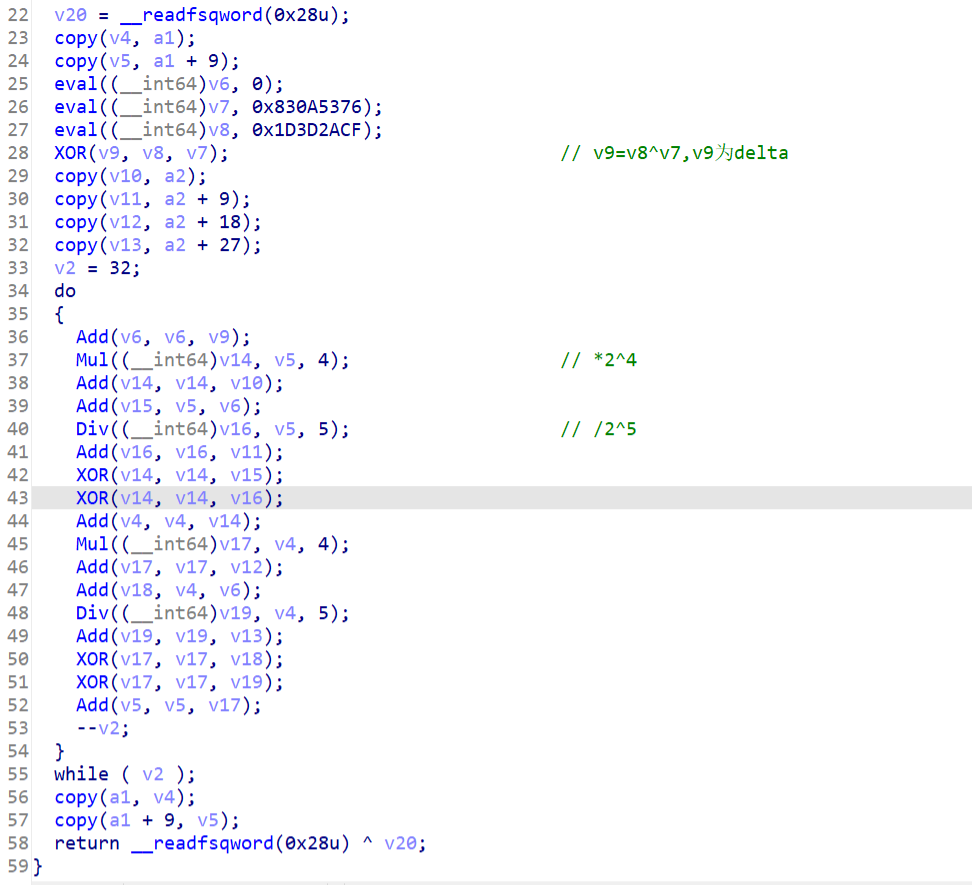 22 v20 = __readfsqword(0x28u);
23 copy(v4, a1);
24 copy(v5, a1 + 9);
25 eval((__int64)v6, 0);
26 eval((__int64)v7, 0x830A5376);
27 eval((__int64)v8, 0x1D3D2ACF);
28 XOR(v9, v8, v7); // v9=v8^v7,v9为delta
29 copy(v10, a2);
30 copy(v11, a2 + 9);
31 copy(v12, a2 + 18);
32 copy(v13, a2 + 27);
33 v2 = 32;
34 do
35 {
36 Add(v6, v6, v9);
37 Mul((__int64)v14, v5, 4); // *2^4
38 Add(v14, v14, v10);
39 Add(v15, v5, v6);
40 Div((__int64)v16, v5, 5); // /2^5
41 Add(v16, v16, v11);
42 XOR(v14, v14, v15);
43 XOR(v14, v14, v16);
44 Add(v4, v4, v14);
45 Mul((__int64)v17, v4, 4);
46 Add(v17, v17, v12);
47 Add(v18, v4, v6);
48 Div((__int64)v19, v4, 5);
49 Add(v19, v19, v13);
50 XOR(v17, v17, v18);
51 XOR(v17, v17, v19);
52 Add(v5, v5, v17);
53 --v2;
54 }
55 while ( v2 );
56 copy(a1, v4);
57 copy(a1 + 9, v5);
58 return __readfsqword(0x28u) ^ v20;
59 }